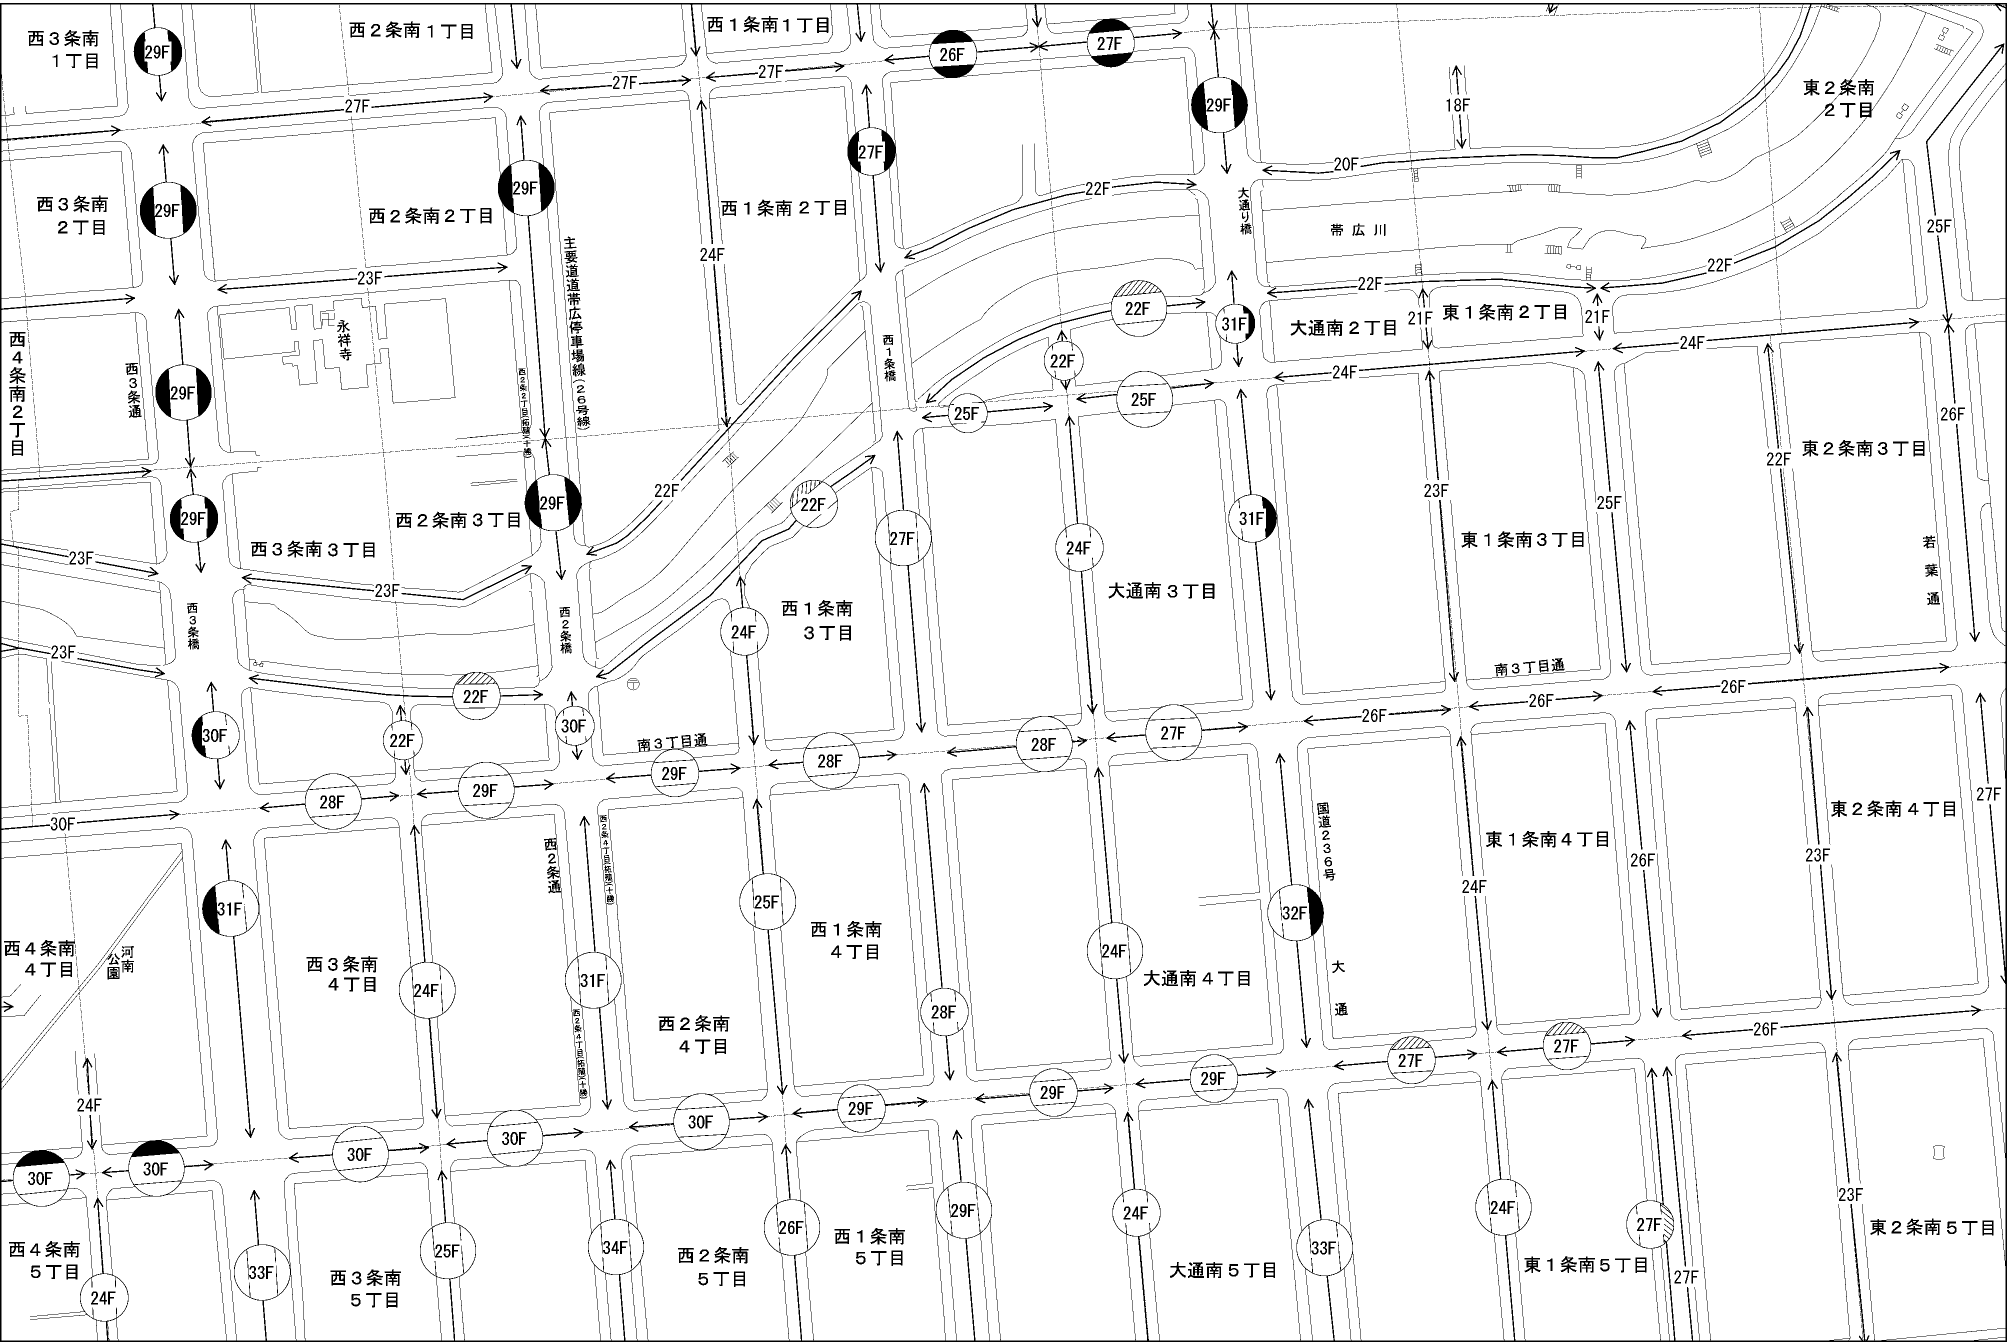 西３条南
１丁目
29F
西２条南１丁目
西１条南１丁目
26F
27F
27F
27F
27F
29F
18F
東２条南
２丁目
29F
27F
20F
西３条南
２丁目
29F
西２条南２丁目
西１条南２丁目
22F
大通り橋
帯広川
25F
主要道道帯広停車場線(26号線)
24F
23F
22F
22F
22F
31F
大通南２丁目
21F
東１条南２丁目
21F
永祥寺
西４条南２丁目
西３条通
29F
西１条橋
22F
24F
24F
25F
25F
26F
東２条南３丁目
22F
29F
西２条南３丁目
29F
22F
22F
27F
24F
31F
23F
25F
東１条南３丁目
若葉通
西３条南３丁目
23F
23F
大通南３丁目
西３条橋
西２条橋
24F
西１条南
３丁目
23F
南３丁目通
22F
26F
26F
26F
30F
22F
30F
南３丁目通
28F
27F
28F
29F
29F
28F
30F
27F
国道236号
東１条南４丁目
東２条南４丁目
26F
23F
西２条通
24F
31F
25F
32F
西１条南
４丁目
西４条南
４丁目
河南
公園
西３条南
４丁目
24F
31F
24F
大通南４丁目
大通
28F
西２条南
４丁目
26F
27F
27F
29F
29F
29F
24F
30F
30F
30F
30F
30F
23F
24F
24F
29F
26F
27F
東２条南５丁目
西４条南
５丁目
25F
34F
西２条南
５丁目
西１条南
５丁目
33F
33F
西３条南
５丁目
大通南５丁目
東１条南５丁目
27F
24F